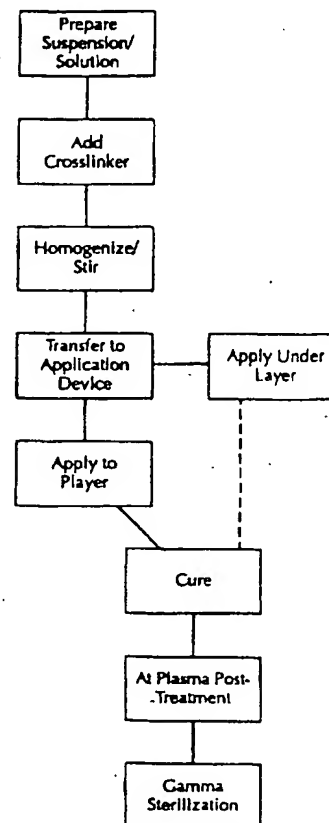 Prepare
Suspension/
Solution
Add
Crosslinker
Homogenize/
Stir
Transfer to
Application
Device
Apply Under
Layer
Apply to
Player
Cure
At Plasma Post-
Treatment
Gamma
Sterilization